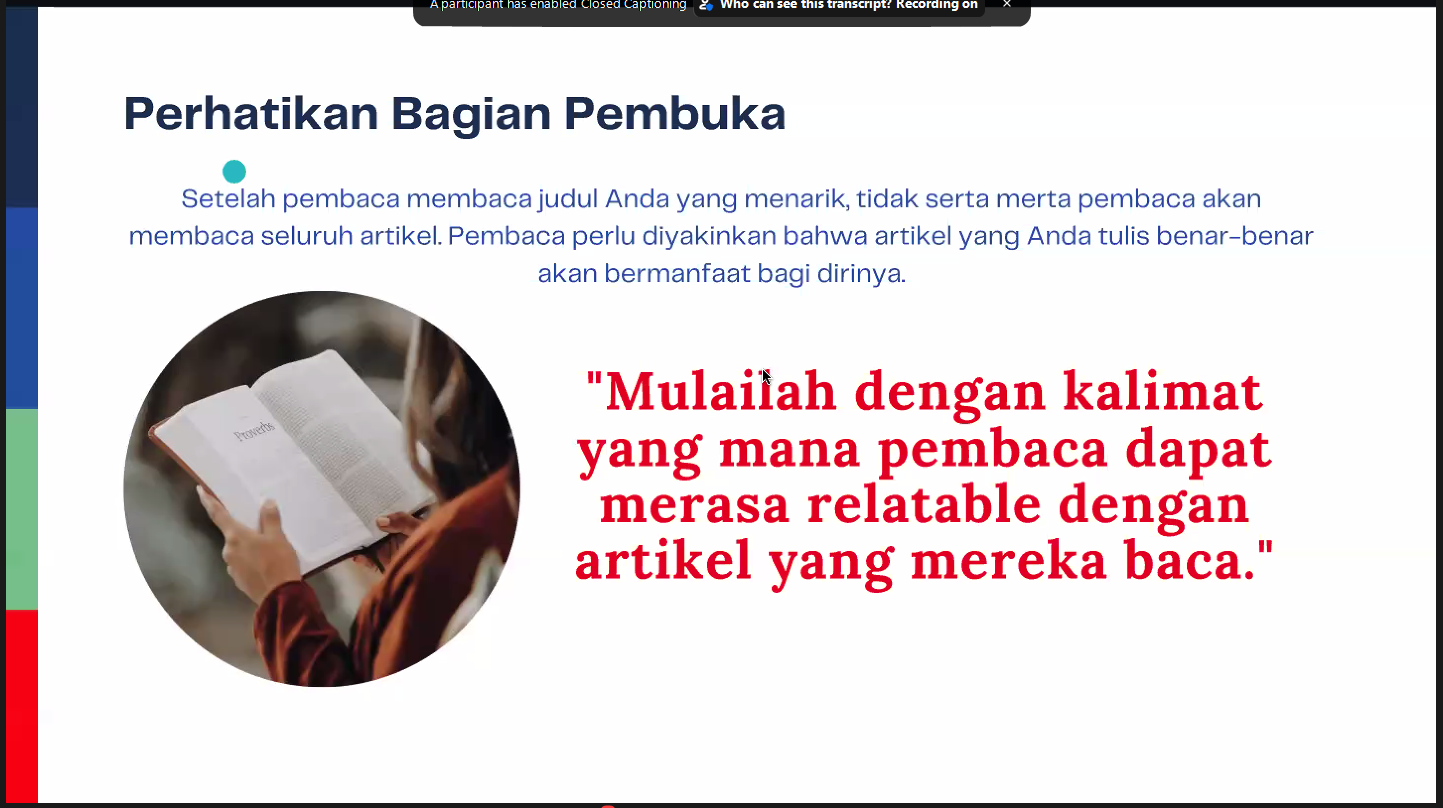 A participant has enabled Closed Captioning Who can see this transcript? Recording on
Perhatikan Bagian Pembuka
Setelah pembaca membaca judul Anda yang menarik, tidak serta merta pembaca akan
membaca seluruh artikel. Pembaca perlu diyakinkan bahwa artikel yang Anda tulis benar-benar
akan bermanfaat bagi dirinya.
Proverbs
"Mulailah dengan kalimat
yang mana pembaca dapat
merasa relatable dengan
artikel yang mereka baca."